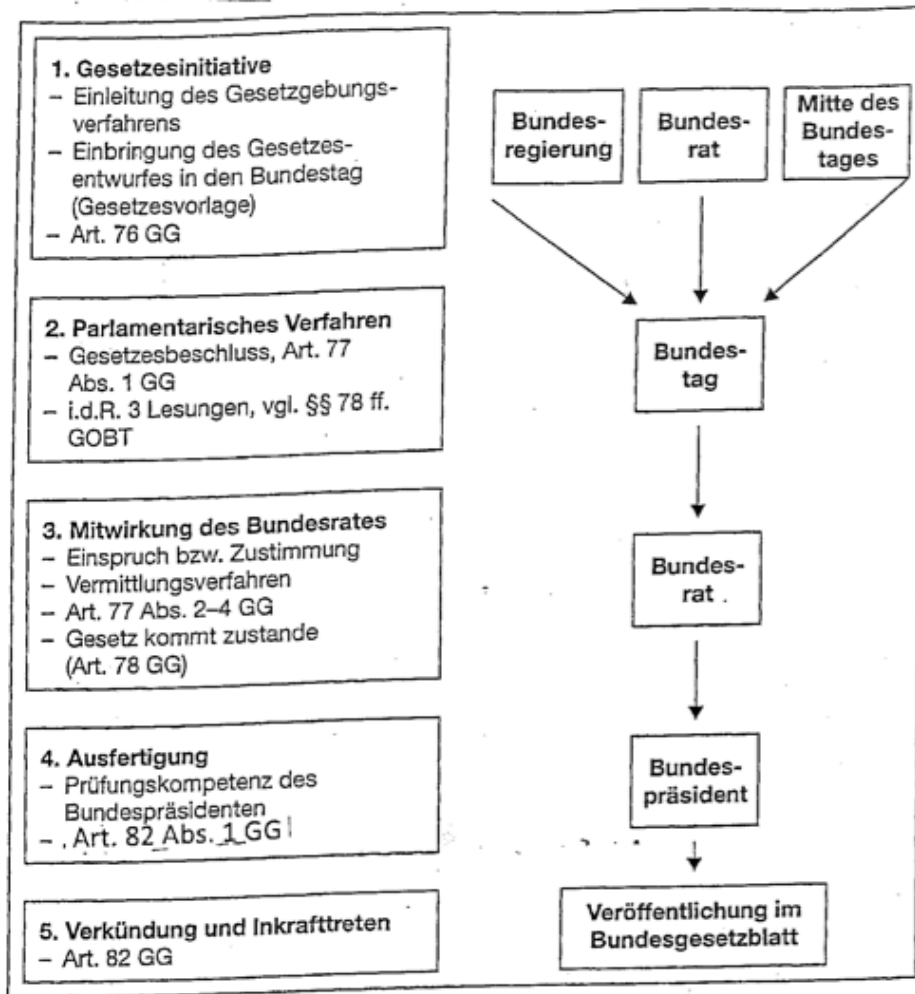 1. Gesetzesinitiative
– Einleitung des Gesetzgebungs-
verfahrens
– Einbringung des Gesetzes-
entwurfes in den Bundestag
(Gesetzesvorlage)
– Art. 76 GG
Bundes-
regierung
Bundes-
rat
Mitte des
Bundes-
tages
2. Parlamentarisches Verfahren
– Gesetzesbeschluss, Art. 77
Abs. 1 GG
– i.d.R. 3 Lesungen, vgl. §§ 78 ff.
GOBT
Bundes-
tag
3. Mitwirkung des Bundesrates
– Einspruch bzw. Zustimmung
– Vermittlungsverfahren
– Art. 77 Abs. 2–4 GG
– Gesetz kommt zustande
(Art. 78 GG)
Bundes-
rat
4. Ausfertigung
– Prüfungskompetenz des
Bundespräsidenten
– Art. 82 Abs. 1 GG
Bundes-
präsident
5. Verkündung und Inkrafttreten
– Art. 82 GG
Veröffentlichung im
Bundesgesetzblatt